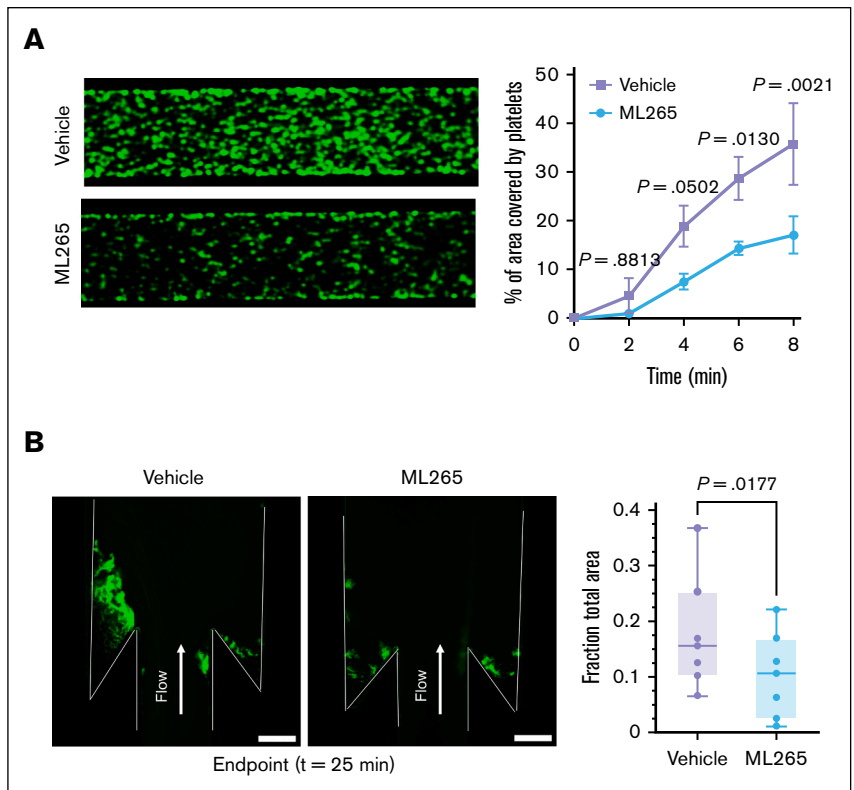 A
Vehicle
ML265
% of area covered by platelets
50
40
30
20
10
0
Vehicle
ML265
P = .8813
P = .0502
P = .0130
P = .0021
0 2 4 6 8
Time (min)
B
Vehicle
ML265
Flow
Flow
Endpoint (t = 25 min)
Fraction total area
0.4
0.3
0.2
0.1
0
P = .0177
Vehicle ML265